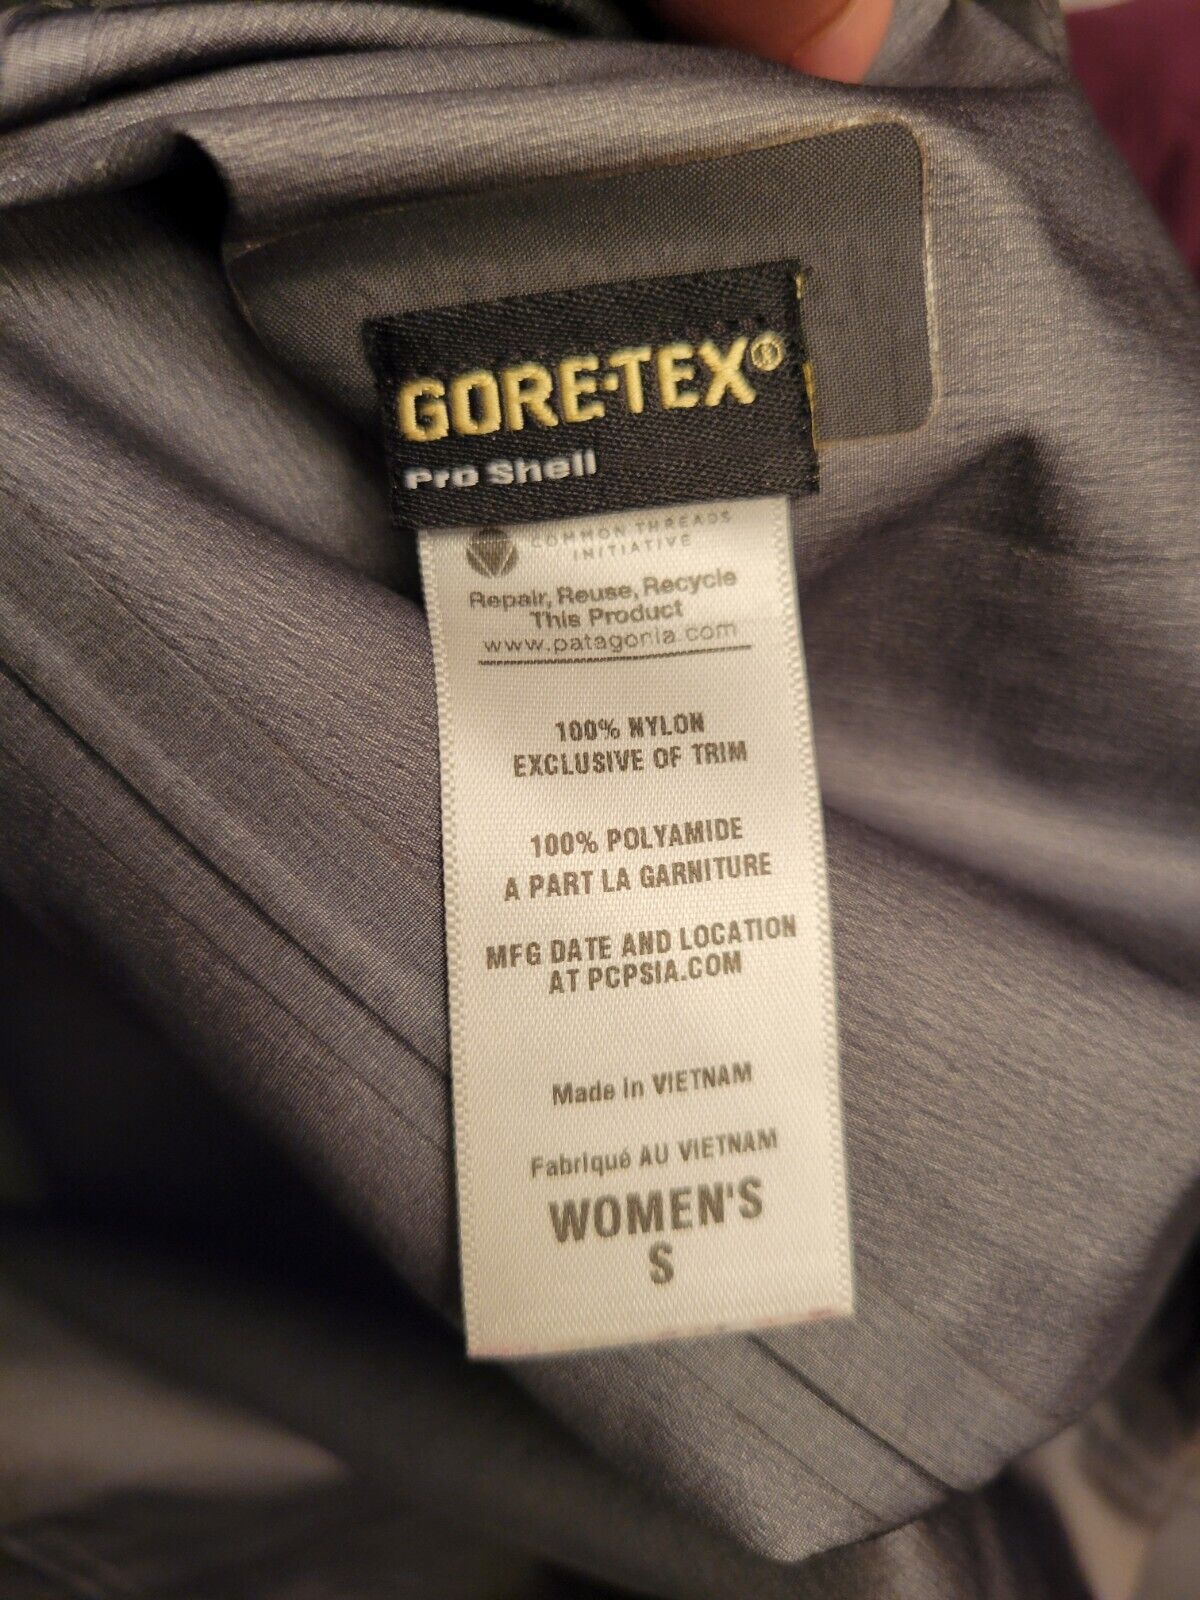 GORE-TEX®
Pro Shell
COMMON THREADS
INITIATIVE
Repair, Reuse, Recycle
This Product
www.patagonia.com
100% NYLON
EXCLUSIVE OF TRIM
100% POLYAMIDE
A PART LA GARNITURE
MFG DATE AND LOCATION
AT PCPSIA.COM
Made in VIETNAM
Fabriqué AU VIETNAM
WOMEN'S
S